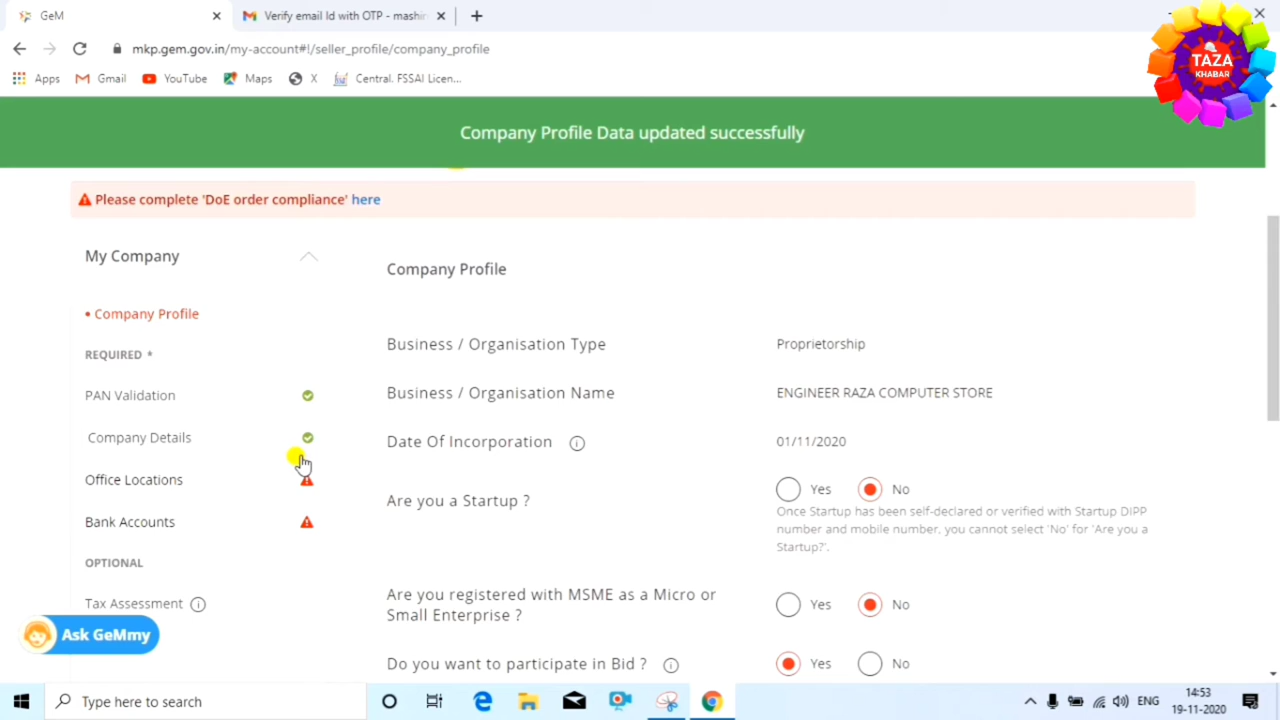 GeM
Verify email Id with OTP - mashir
mkp.gem.gov.in/my-account#!/seller_profile/company_profile
Apps
Gmail
YouTube
Maps
X
Central. FSSAI Licen...
TAZA
KHABAR
Company Profile Data updated successfully
Please complete 'DoE order compliance' here
My Company
Company Profile
• Company Profile
REQUIRED *
Business / Organisation Type
Proprietorship
PAN Validation
Business / Organisation Name
ENGINEER RAZA COMPUTER STORE
Company Details
Date Of Incorporation
01/11/2020
Office Locations
Are you a Startup ?
Yes
No
Once Startup has been self-declared or verified with Startup DIPP
number and mobile number, you cannot select 'No' for 'Are you a
Startup?'.
Bank Accounts
OPTIONAL
Tax Assessment
Are you registered with MSME as a Micro or
Small Enterprise ?
Yes
No
Ask GeMmy
Do you want to participate in Bid ?
Yes
No
Type here to search
ENG
14:53
19-11-2020